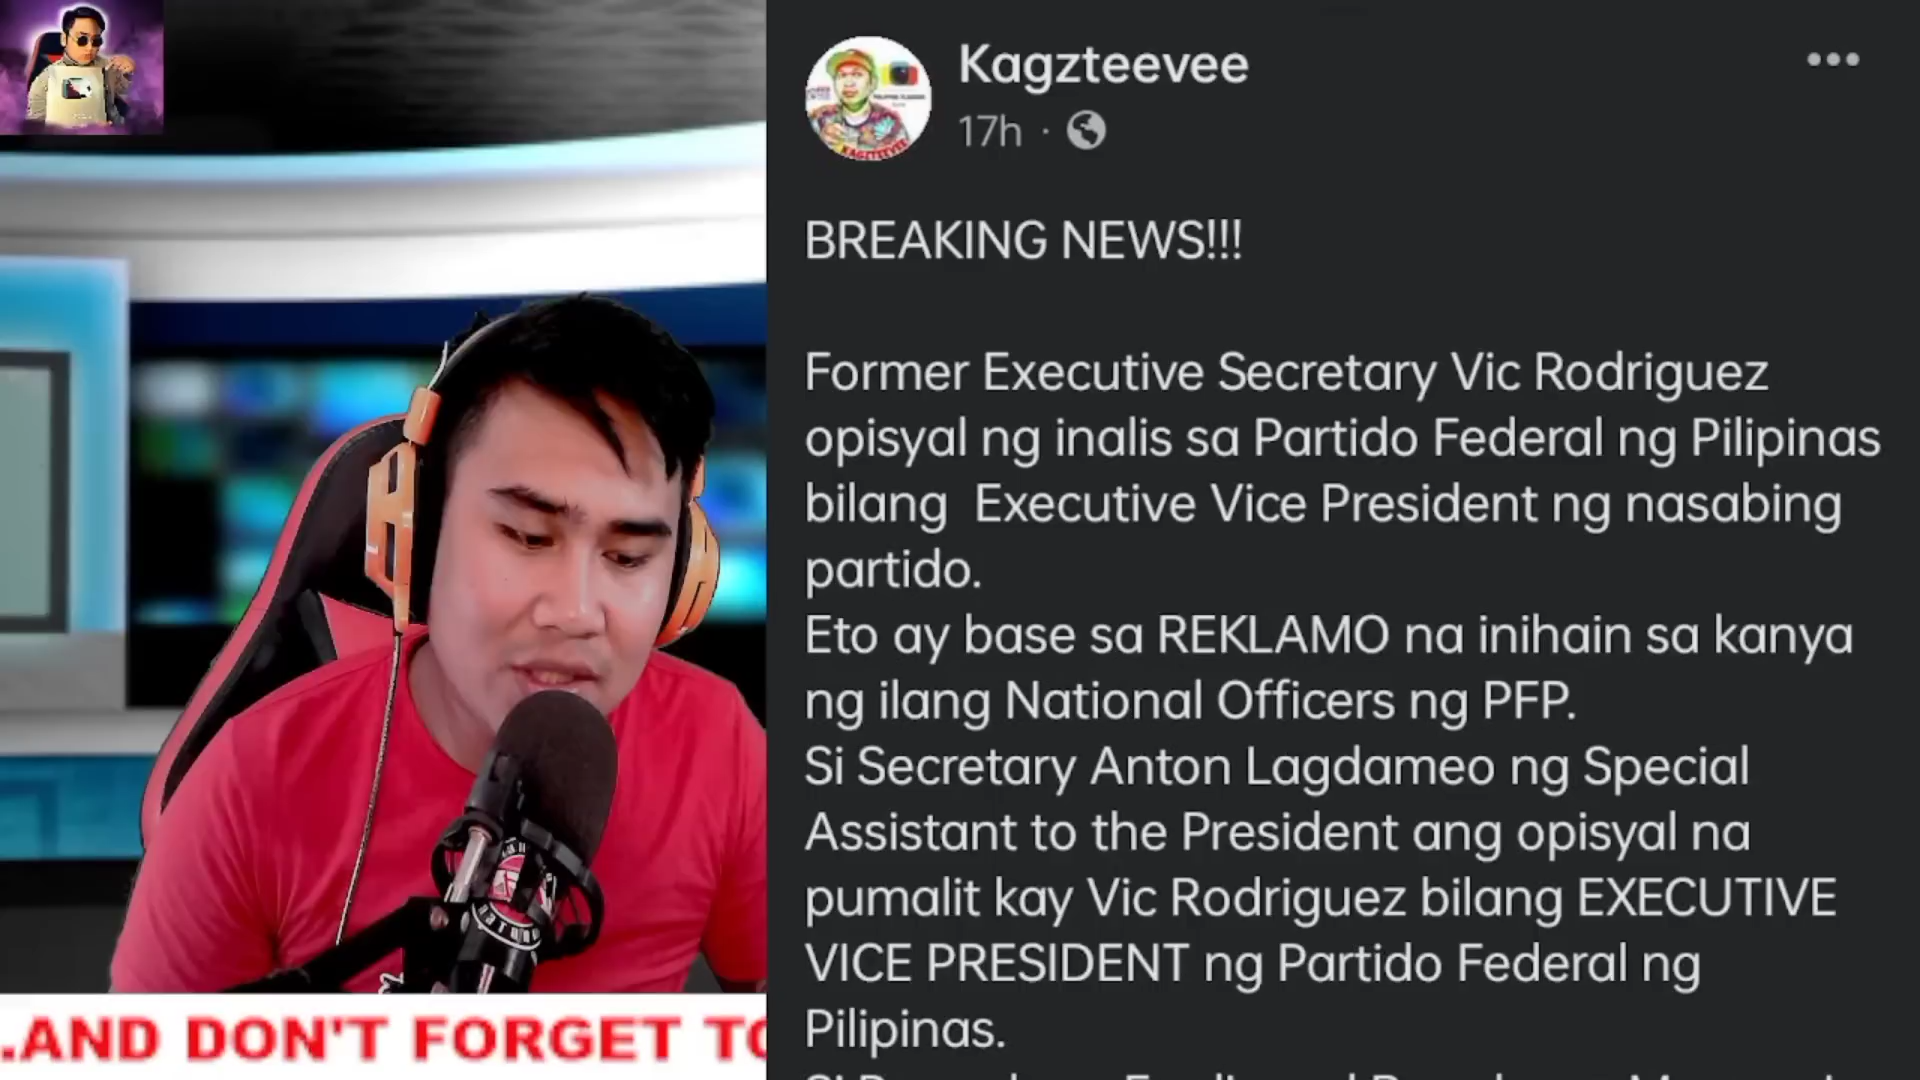 Kagzteevee
17h ·
BREAKING NEWS!!!
Former Executive Secretary Vic Rodriguez
opisyal ng inalis sa Partido Federal ng Pilipinas
bilang Executive Vice President ng nasabing
partido.
Eto ay base sa REKLAMO na inihain sa kanya
ng ilang National Officers ng PFP.
Si Secretary Anton Lagdameo ng Special
Assistant to the President ang opisyal na
pumalit kay Vic Rodriguez bilang EXECUTIVE
VICE PRESIDENT ng Partido Federal ng
Pilipinas.
KAGZTEEVEE
.AND DON'T FORGET TO